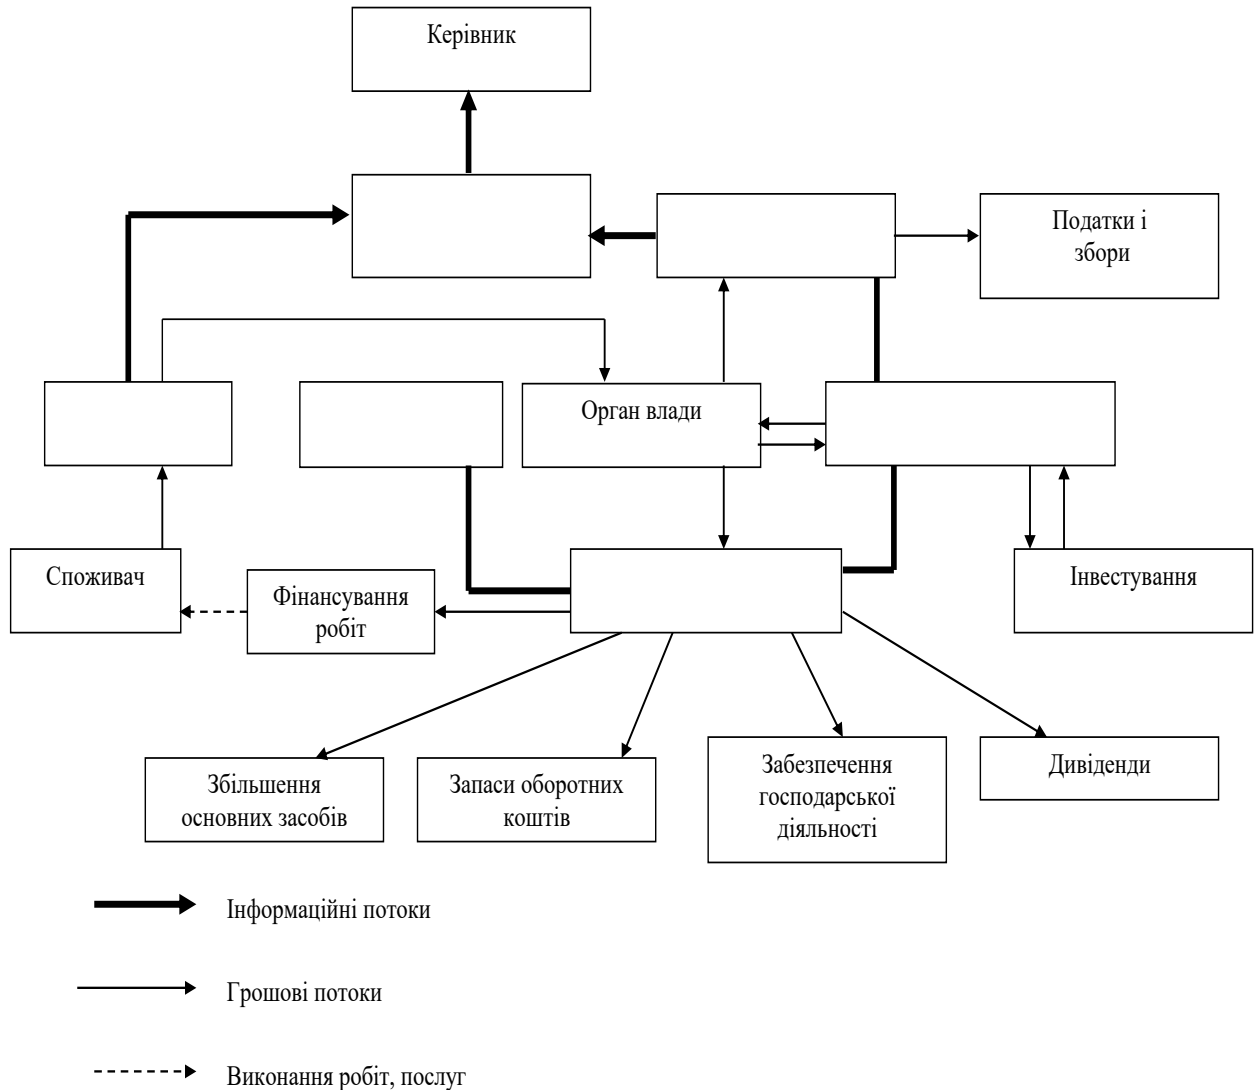 Керівник
Податки і
збори
Орган влади
Споживач
Фінансування
робіт
Інвестування
Збільшення
основних засобів
Запаси оборотних
коштів
Забезпечення
господарської
діяльності
Дивіденди
Інформаційні потоки
Грошові потоки
Виконання робіт, послуг